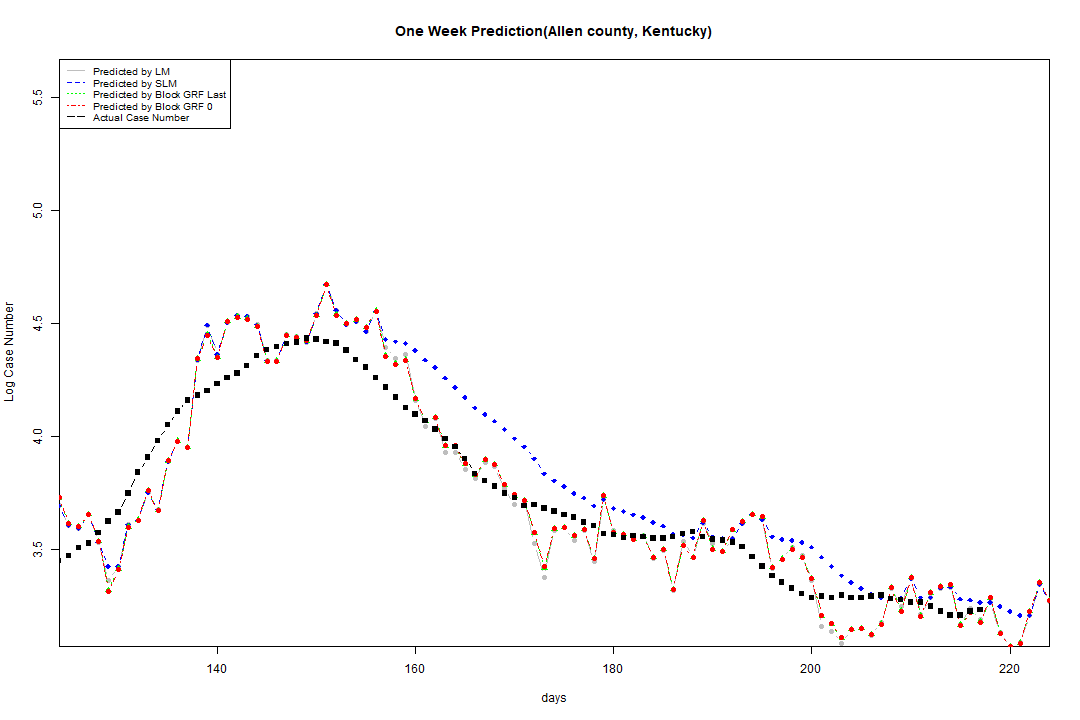 One Week Prediction(Allen county, Kentucky)
Predicted by LM
Predicted by SLM
Predicted by Block GRF Last
Predicted by Block GRF 0
Actual Case Number
5.5
5.0
4.5
4.0
3.5
Log Case Number
140
160
180
200
220
days